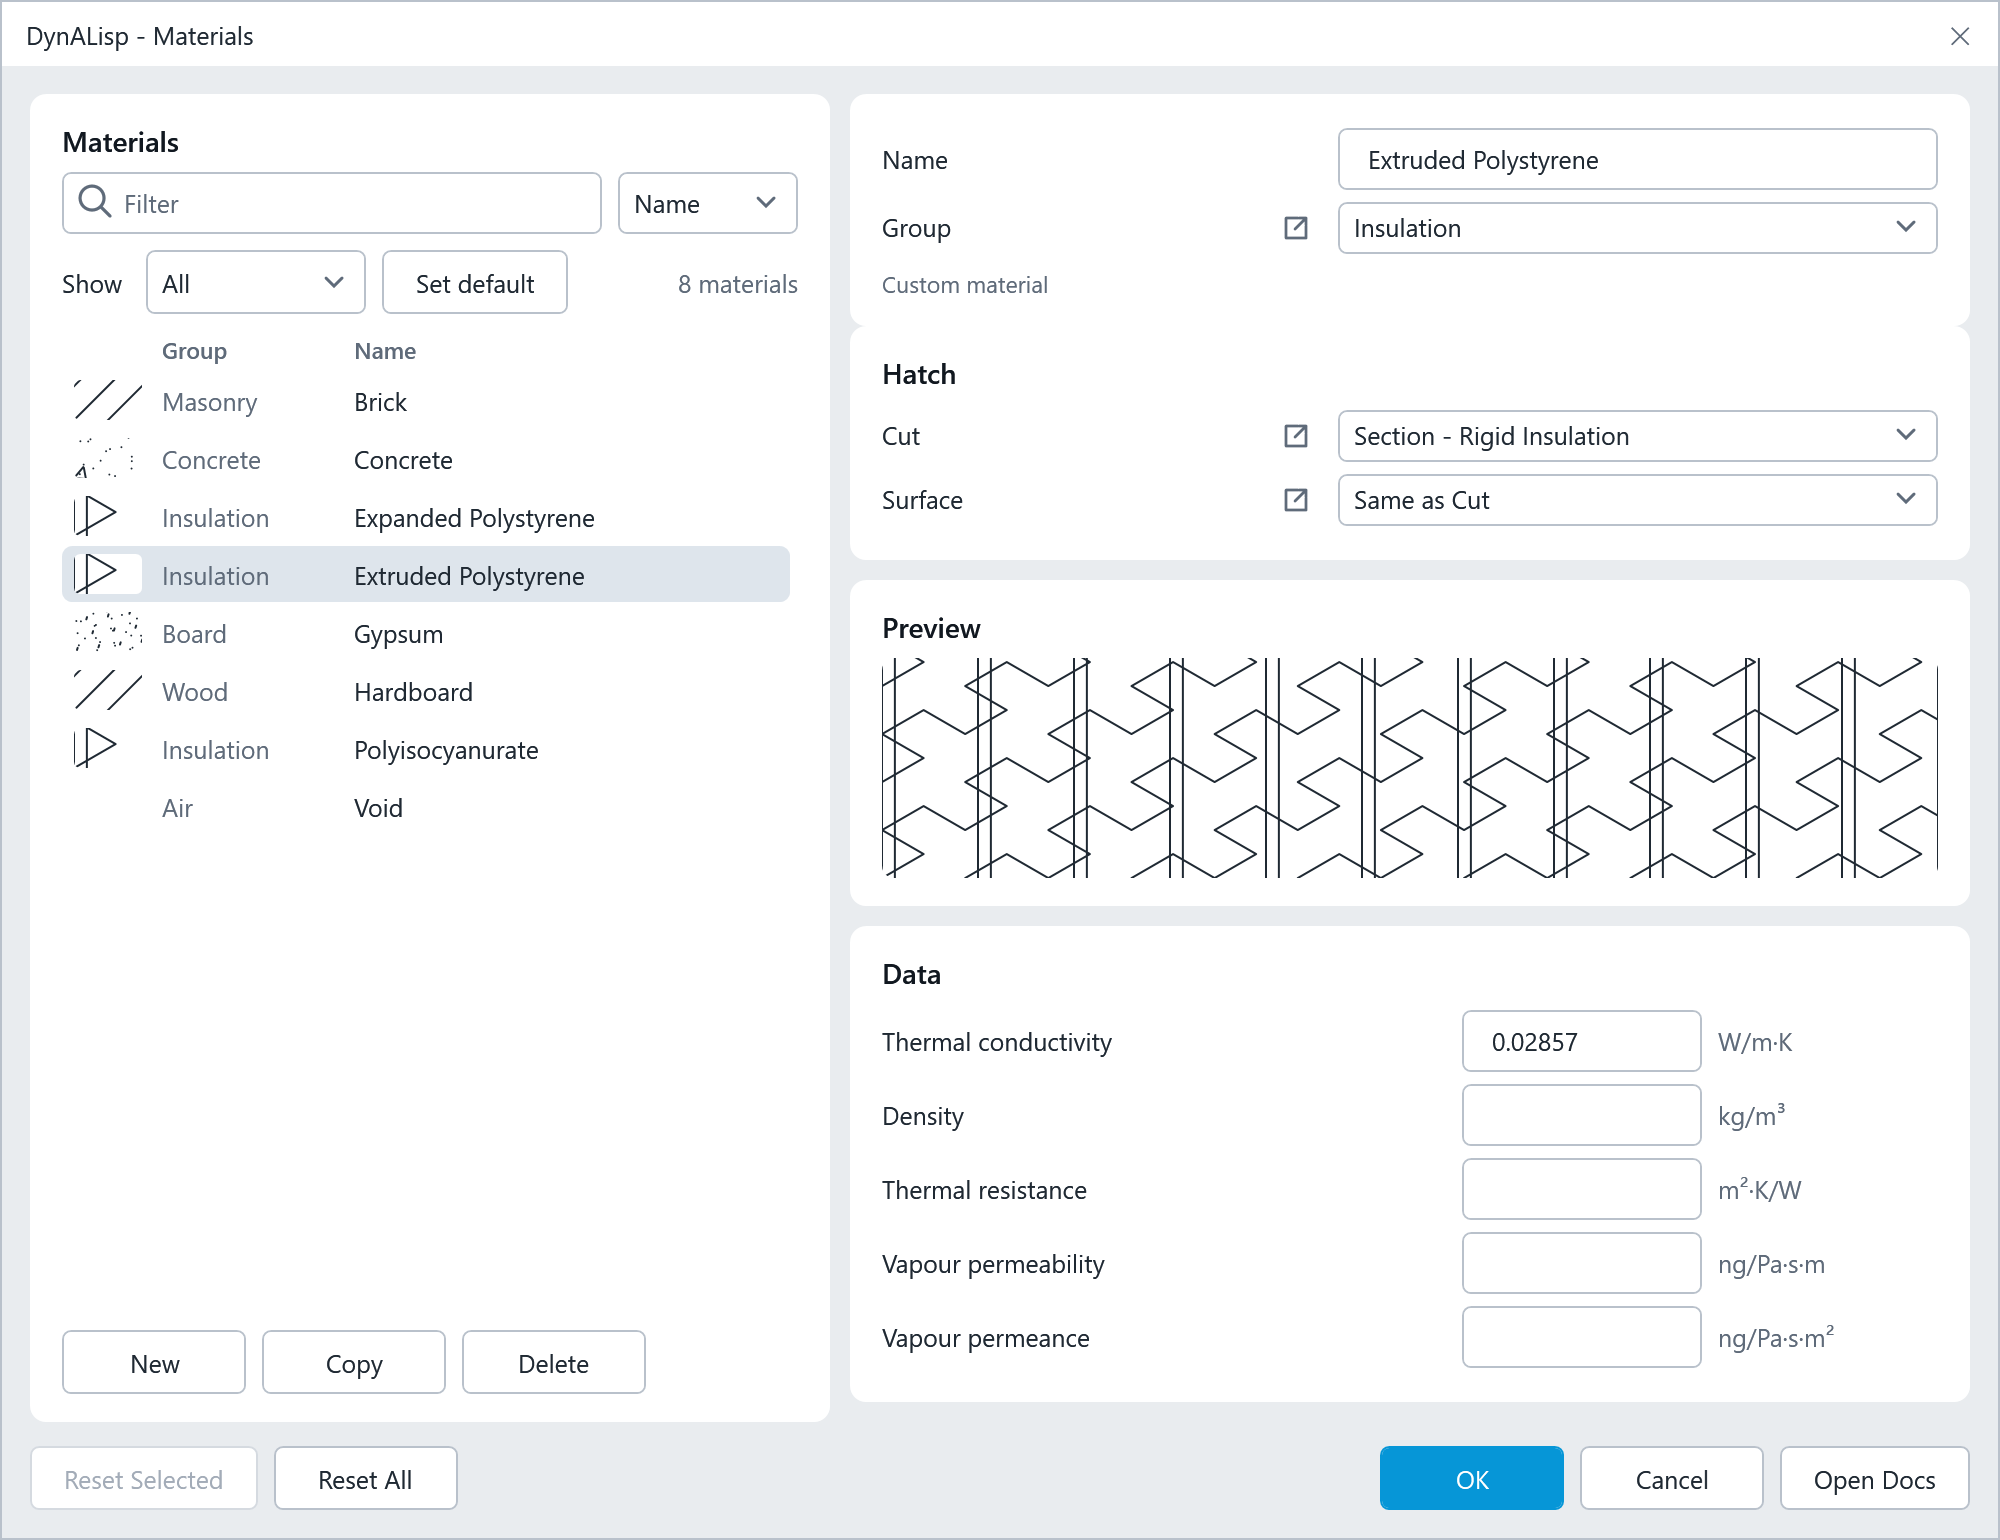 DynALisp - Materials
Materials
Filter
Name
Show
All
Set default
8 materials
Group Name
Masonry Brick
Concrete Concrete
Insulation Expanded Polystyrene
Insulation Extruded Polystyrene
Board Gypsum
Wood Hardboard
Insulation Polyisocyanurate
Air Void
New
Copy
Delete
Name
Extruded Polystyrene
Group
Insulation
Custom material
Hatch
Cut
Section - Rigid Insulation
Surface
Same as Cut
Preview
Data
Thermal conductivity 0.02857 W/m·K
Density kg/m³
Thermal resistance m²·K/W
Vapour permeability ng/Pa·s·m
Vapour permeance ng/Pa·s·m²
Reset Selected
Reset All
OK
Cancel
Open Docs